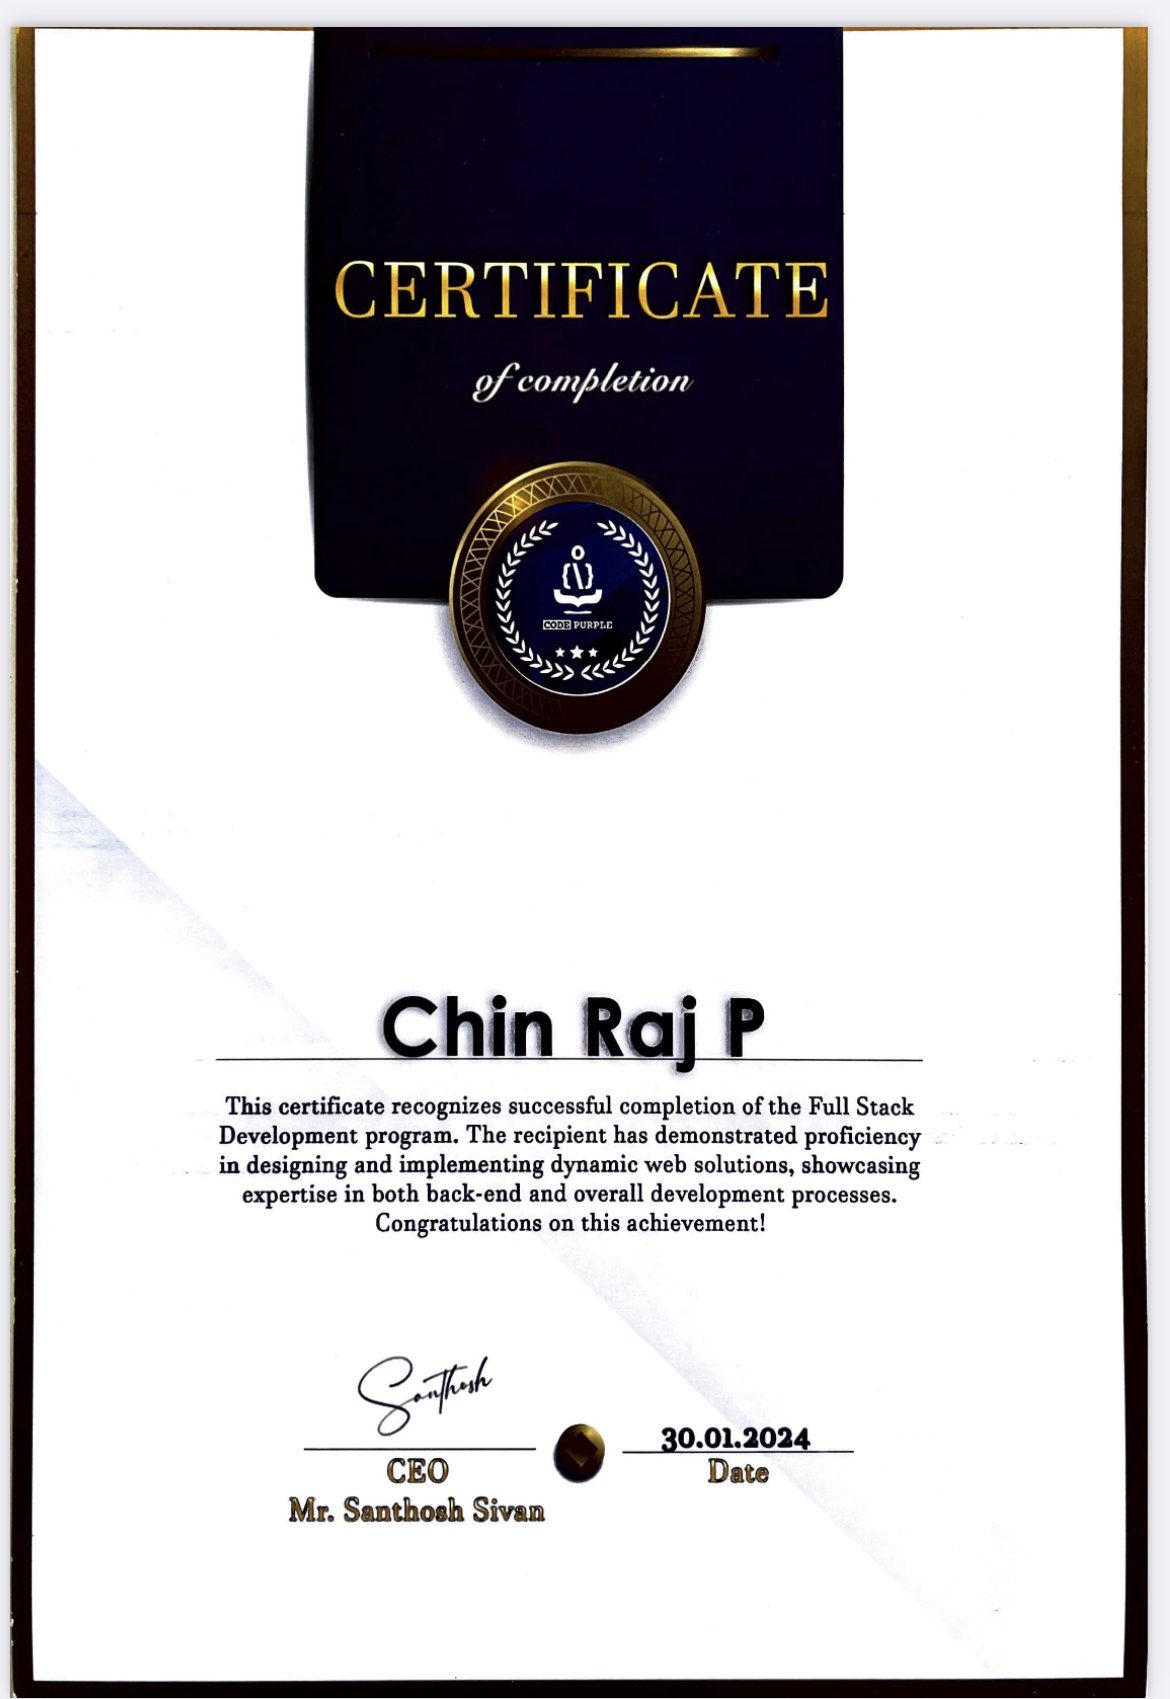 CERTIFICATE
of completion
CODE PURPLE
Chin Raj P
This certificate recognizes successful completion of the Full Stack
Development program. The recipient has demonstrated proficiency
in designing and implementing dynamic web solutions, showcasing
expertise in both back-end and overall development processes.
Congratulations on this achievement!
Santhosh
30.01.2024
CEO
Date
Mr. Santhosh Sivan